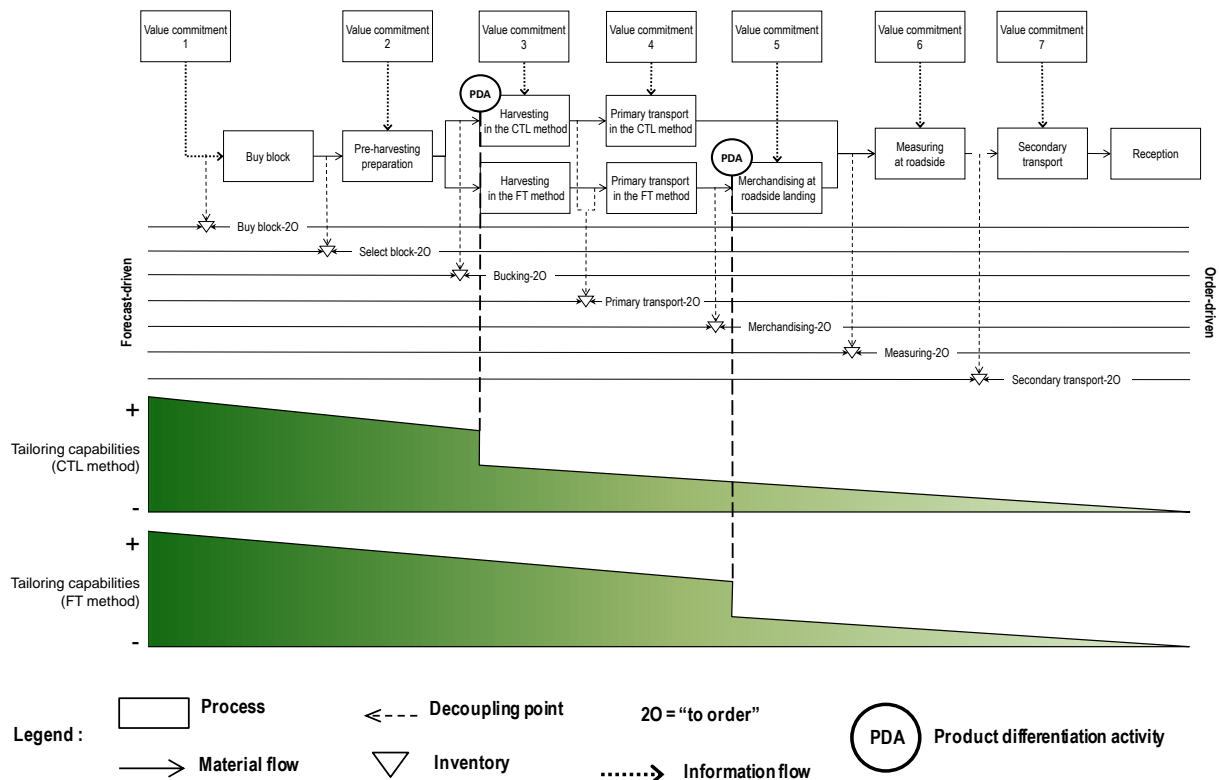 Value commitment
1
Value commitment
2
Value commitment
3
Value commitment
4
Value commitment
5
Value commitment
6
Value commitment
7
PDA
Harvesting
in the CTL method
Primary transport
in the CTL method
Buy block
Pre-harvesting
preparation
PDA
Measuring
at roadside
Secondary
transport
Reception
Harvesting
in the FT method
Primary transport
in the FT method
Merchandising at
roadside landing
Forecast-driven
Buy block-2O
Select block-2O
Bucking-2O
Primary transport-2O
Merchandising-2O
Measuring-2O
Secondary transport-2O
Order-driven
+
Tailoring capabilities
(CTL method)
-
+
Tailoring capabilities
(FT method)
-
Legend :
Process
Decoupling point
2O = “to order”
PDA
Product differentiation activity
Material flow
Inventory
Information flow